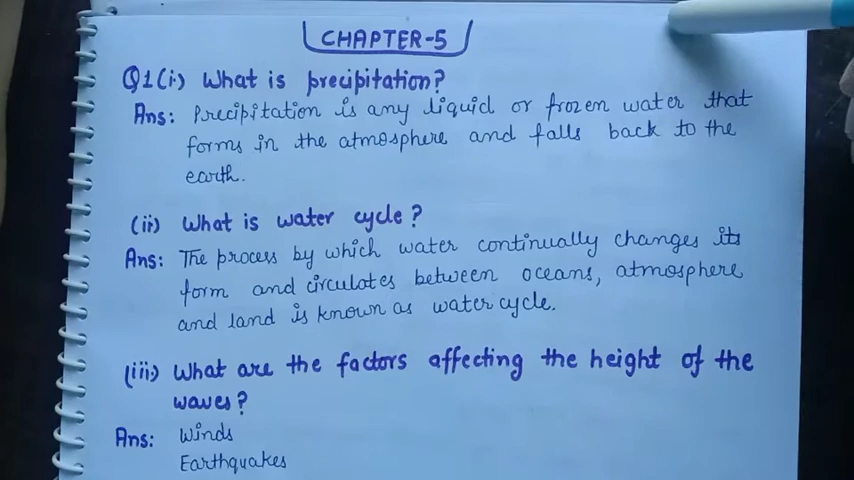 CHAPTER-5
Q1(i.) What is precipitation?
Ans: Precipitation is any liquid or frozen water that
forms in the atmosphere and falls back to the
earth.
(ii) What is water cycle?
Ans: The process by which water continually changes its
form and circulates between oceans, atmosphere
and land is known as water cycle.
(iii) What are the factors affecting the height of the
waves?
Ans: Winds
Earthquakes